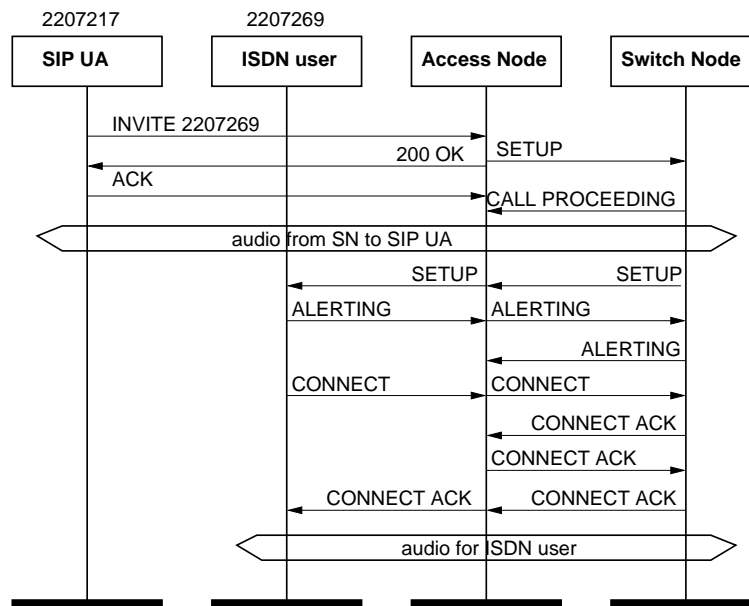 2207217 2207269
SIP UA ISDN user Access Node Switch Node
INVITE 2207269
200 OK SETUP
ACK
CALL PROCEEDING
audio from SN to SIP UA
SETUP SETUP
ALERTING ALERTING
ALERTING
CONNECT CONNECT
CONNECT ACK
CONNECT ACK
CONNECT ACK CONNECT ACK
audio for ISDN user